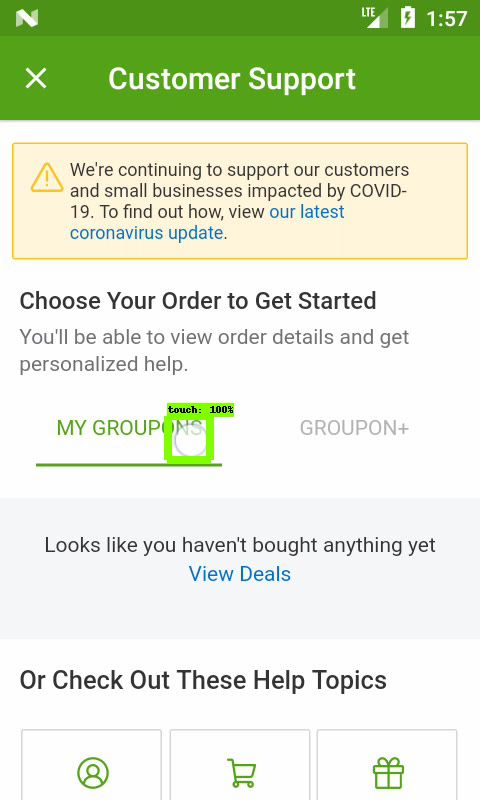 LTE 1:57
Customer Support
We're continuing to support our customers
and small businesses impacted by COVID-
19. To find out how, view our latest
coronavirus update.
Choose Your Order to Get Started
You'll be able to view order details and get
personalized help.
touch: 100%
MY GROUPONS GROUPON+
Looks like you haven't bought anything yet
View Deals
Or Check Out These Help Topics